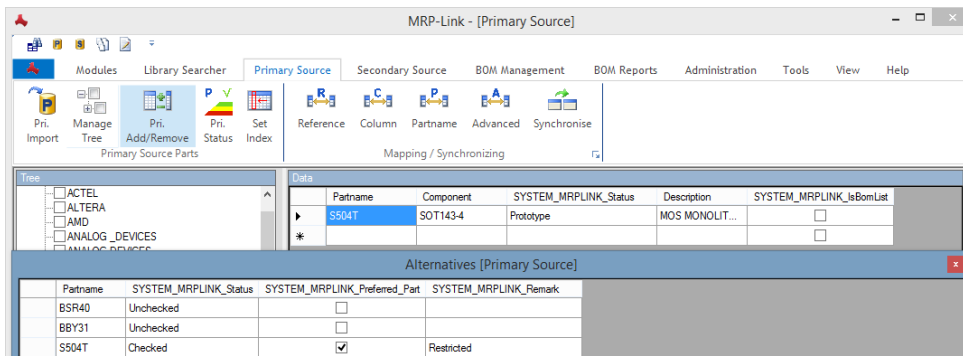 MRP-Link - [Primary Source]
Modules Library Searcher Primary Source Secondary Source BOM Management BOM Reports Administration Tools View Help
Pri. Import Manage Tree Pri. Add/Remove Pri. Status Set Index Reference Column Partname Advanced Synchronise
Primary Source Parts Mapping / Synchronizing
Tree Data
ACTEL
ALTERA
AMD
ANALOG _DEVICES
ANALOG DEVICES
Partname Component SYSTEM_MRPLINK_Status Description SYSTEM_MRPLINK_IsBomList
S504T SOT143-4 Prototype MOS MONOLIT...
Alternatives [Primary Source]
Partname SYSTEM_MRPLINK_Status SYSTEM_MRPLINK_Preferred_Part SYSTEM_MRPLINK_Remark
BSR40 Unchecked
BBY31 Unchecked
S504T Checked Restricted